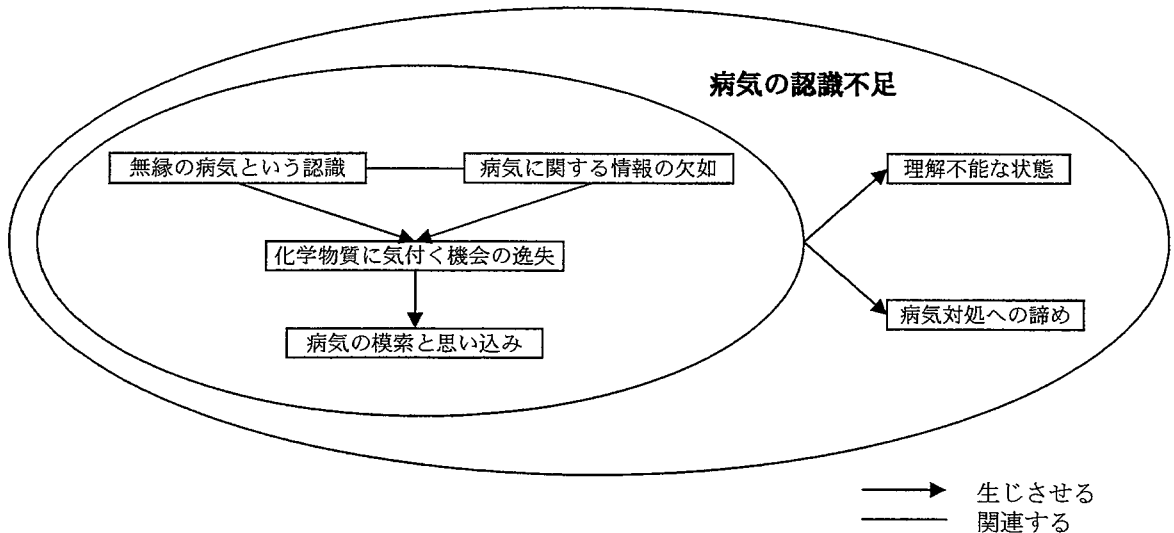 病気の認識不足
無縁の病気という認識
病気に関する情報の欠如
理解不能な状態
化学物質に気付く機会の逸失
病気対処への諦め
病気の模索と思い込み
生じさせる
関連する